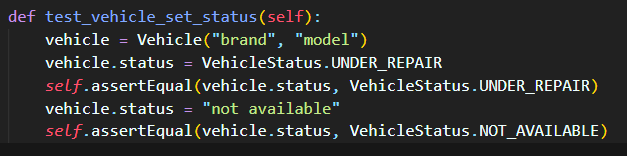 def test_vehicle_set_status(self):
    vehicle = Vehicle("brand", "model")
    vehicle.status = VehicleStatus.UNDER_REPAIR
    self.assertEqual(vehicle.status, VehicleStatus.UNDER_REPAIR)
    vehicle.status = "not available"
    self.assertEqual(vehicle.status, VehicleStatus.NOT_AVAILABLE)